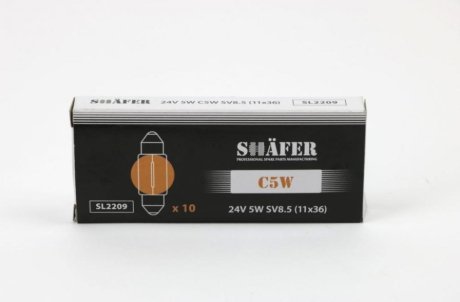 SHÄFER
24V 5W C5W SV8.5 (11x36)
SL2209
SHÄFER
PROFESSIONAL SPARE PARTS MANUFACTURING
C5W
SL2209
x 10
24V 5W SV8.5 (11x36)